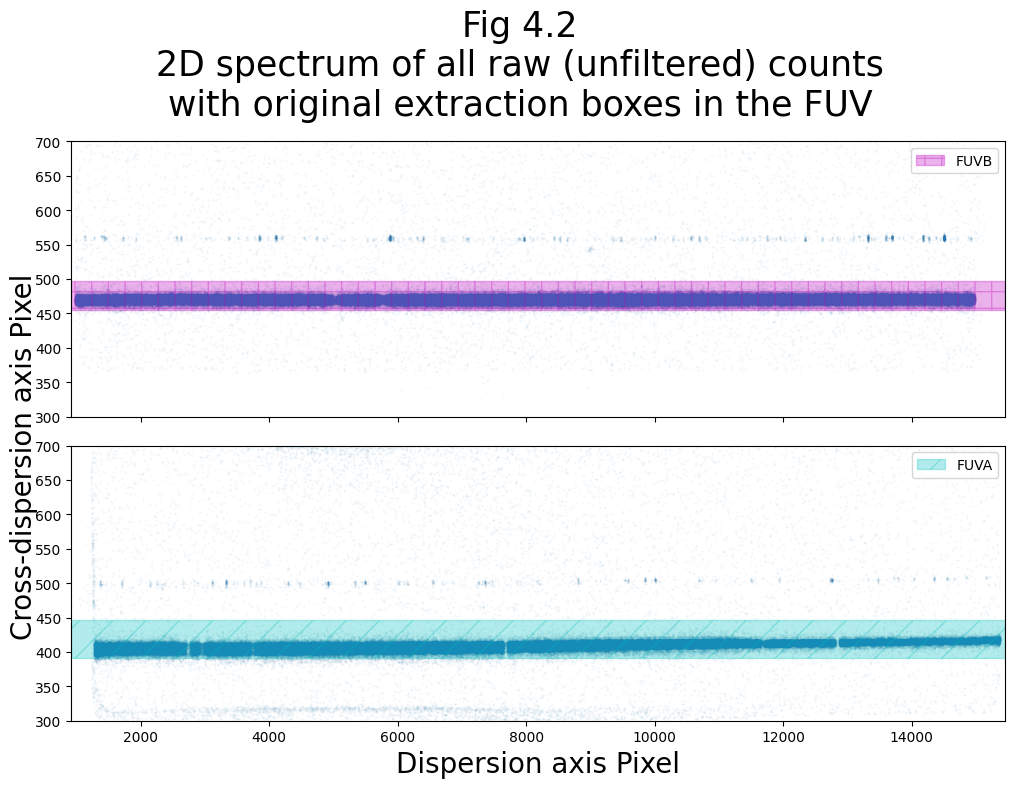 Fig 4.2
2D spectrum of all raw (unfiltered) counts
with original extraction boxes in the FUV
Cross-dispersion axis Pixel
700
650
600
550
500
450
400
350
300
FUVB
700
650
600
550
500
450
400
350
300
FUVA
2000 4000 6000 8000 10000 12000 14000
Dispersion axis Pixel